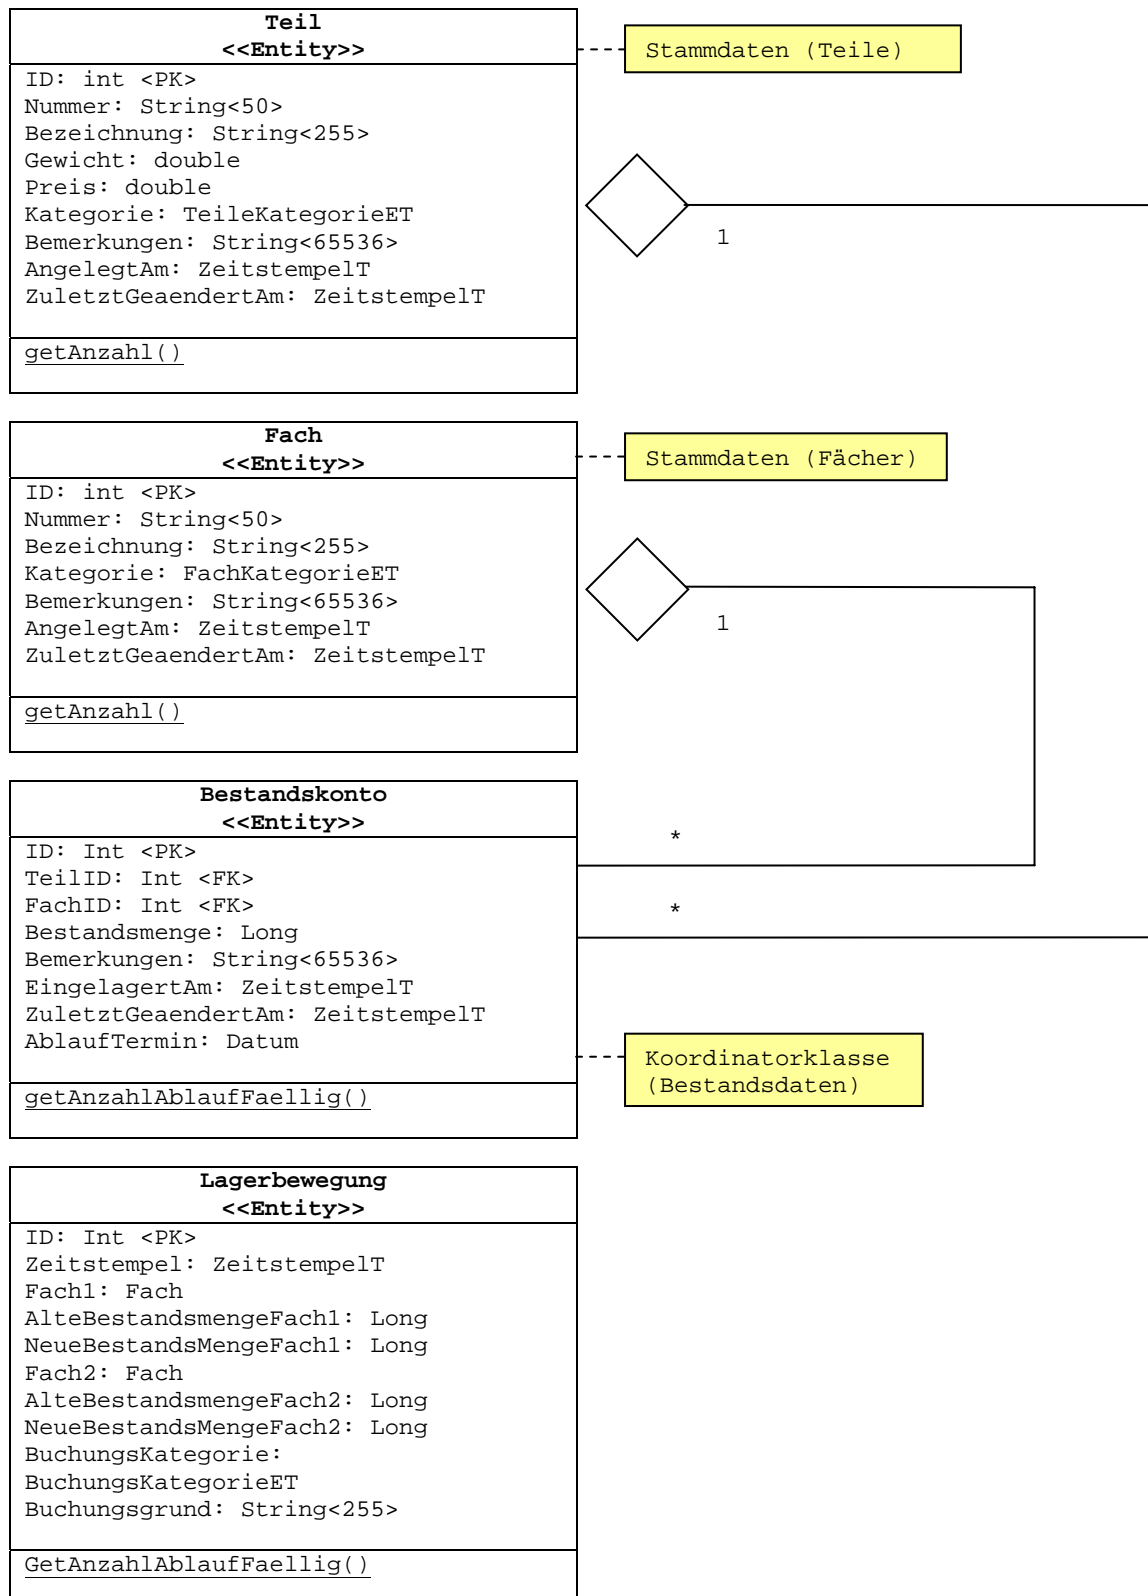 Teil
<<Entity>>
Stammdaten (Teile)
ID: int <PK>
Nummer: String<50>
Bezeichnung: String<255>
Gewicht: double
Preis: double
Kategorie: TeileKategorieET
Bemerkungen: String<65536>
AngelegtAm: ZeitstempelT
ZuletztGeaendertAm: ZeitstempelT
1
getAnzahl()
Fach
<<Entity>>
Stammdaten (Fächer)
ID: int <PK>
Nummer: String<50>
Bezeichnung: String<255>
Kategorie: FachKategorieET
Bemerkungen: String<65536>
AngelegtAm: ZeitstempelT
ZuletztGeaendertAm: ZeitstempelT
1
getAnzahl()
Bestandskonto
<<Entity>>
*
ID: Int <PK>
TeilID: Int <FK>
FachID: Int <FK>
*
Bestandsmenge: Long
Bemerkungen: String<65536>
EingelagertAm: ZeitstempelT
ZuletztGeaendertAm: ZeitstempelT
AblaufTermin: Datum
Koordinatorklasse
(Bestandsdaten)
getAnzahlAblaufFaellig()
Lagerbewegung
<<Entity>>
ID: Int <PK>
Zeitstempel: ZeitstempelT
Fach1: Fach
AlteBestandsmengeFach1: Long
NeueBestandsMengeFach1: Long
Fach2: Fach
AlteBestandsmengeFach2: Long
NeueBestandsMengeFach2: Long
BuchungsKategorie:
BuchungsKategorieET
Buchungsgrund: String<255>
GetAnzahlAblaufFaellig()